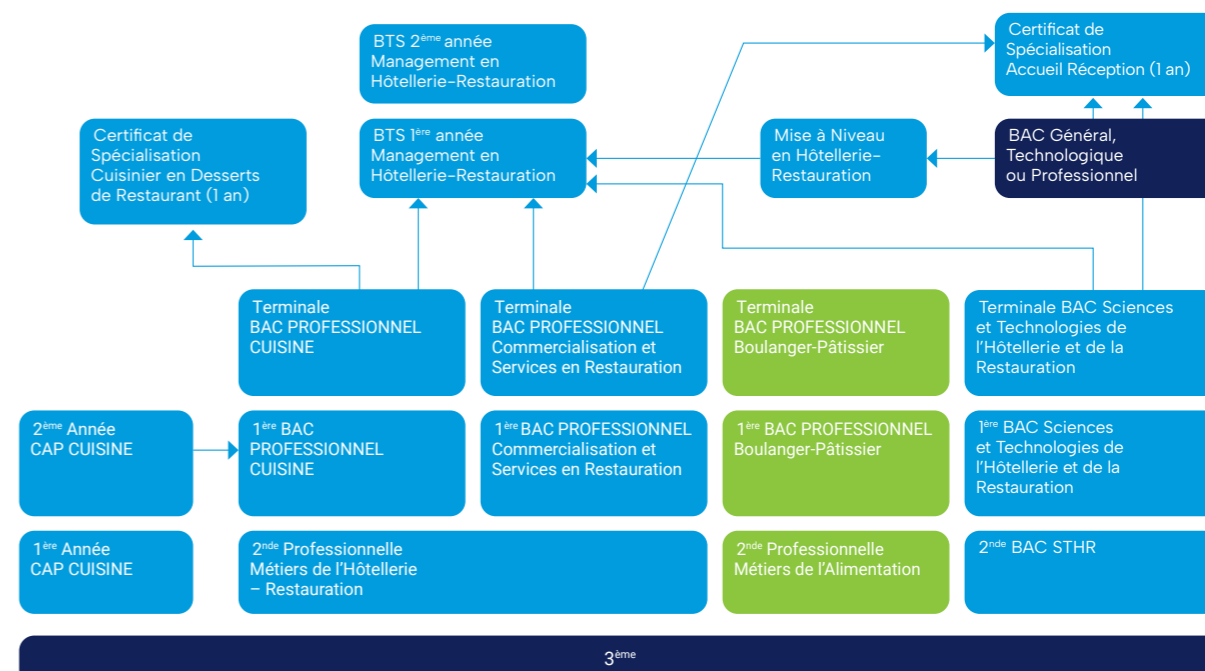 BTS 2ème année
Management en
Hôtellerie-Restauration
Certificat de
Spécialisation
Accueil Réception (1 an)
Certificat de
Spécialisation
Cuisinier en Desserts
de Restaurant (1 an)
BTS 1ère année
Management en
Hôtellerie-Restauration
Mise à Niveau
en Hôtellerie-
Restauration
BAC Général,
Technologique
ou Professionnel
Terminale
BAC PROFESSIONNEL
CUISINE
Terminale
BAC PROFESSIONNEL
Commercialisation et
Services en Restauration
Terminale
BAC PROFESSIONNEL
Boulanger-Pâtissier
Terminale BAC Sciences
et Technologies de
l'Hôtellerie et de la
Restauration
2ème Année
CAP CUISINE
1ère BAC
PROFESSIONNEL
CUISINE
1ère BAC PROFESSIONNEL
Commercialisation et
Services en Restauration
1ère BAC PROFESSIONNEL
Boulanger-Pâtissier
1ère BAC Sciences
et Technologies de
l'Hôtellerie et de la
Restauration
1ère Année
CAP CUISINE
2nde Professionnelle
Métiers de l'Hôtellerie
– Restauration
2nde Professionnelle
Métiers de l'Alimentation
2nde BAC STHR
3ème